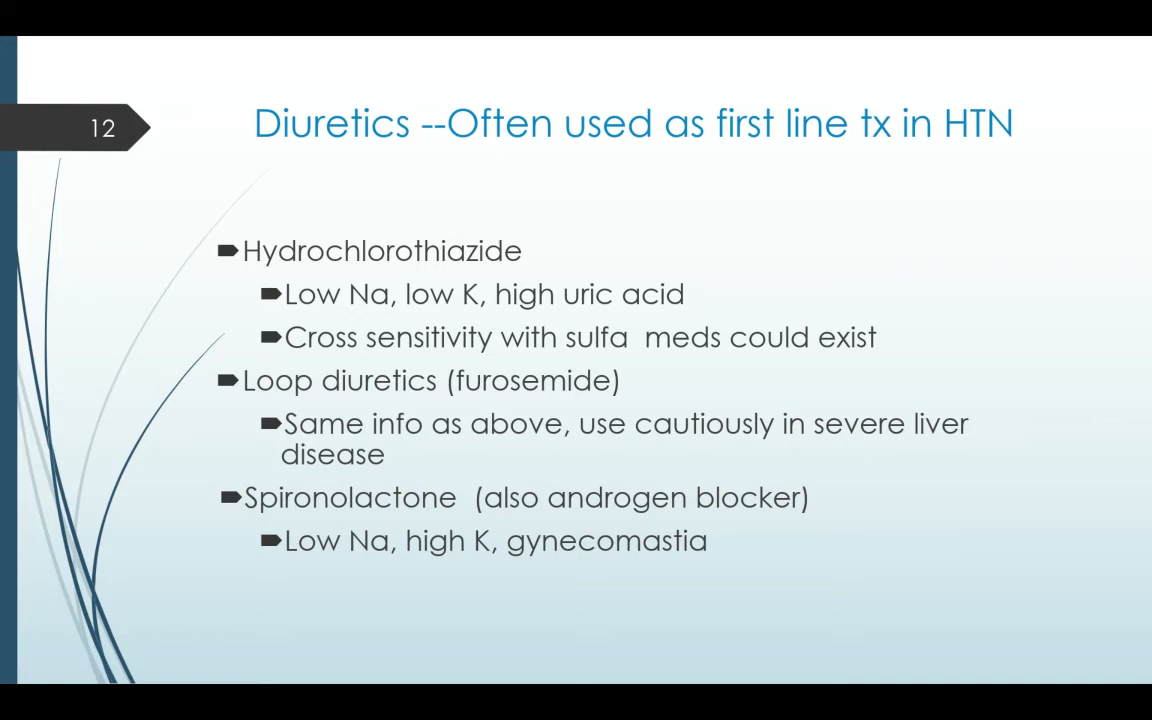 12
Diuretics --Often used as first line tx in HTN
Hydrochlorothiazide
Low Na, low K, high uric acid
Cross sensitivity with sulfa  meds could exist
Loop diuretics (furosemide)
Same info as above, use cautiously in severe liver
disease
Spironolactone  (also androgen blocker)
Low Na, high K, gynecomastia